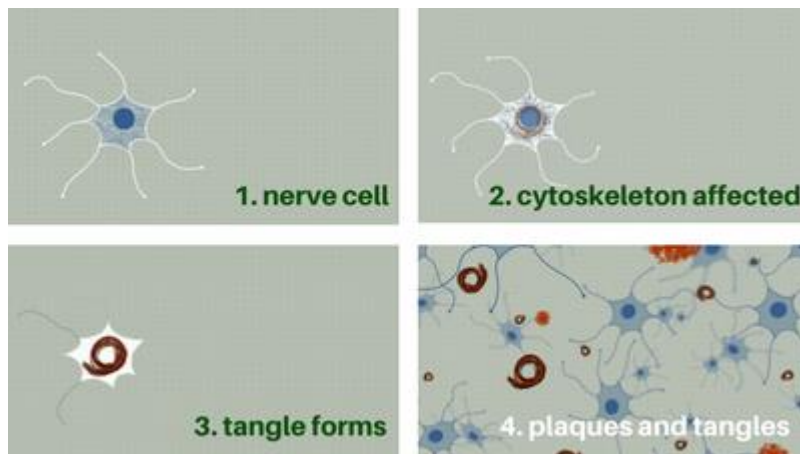 1. nerve cell
2. cytoskeleton affected
3. tangle forms
4. plaques and tangles